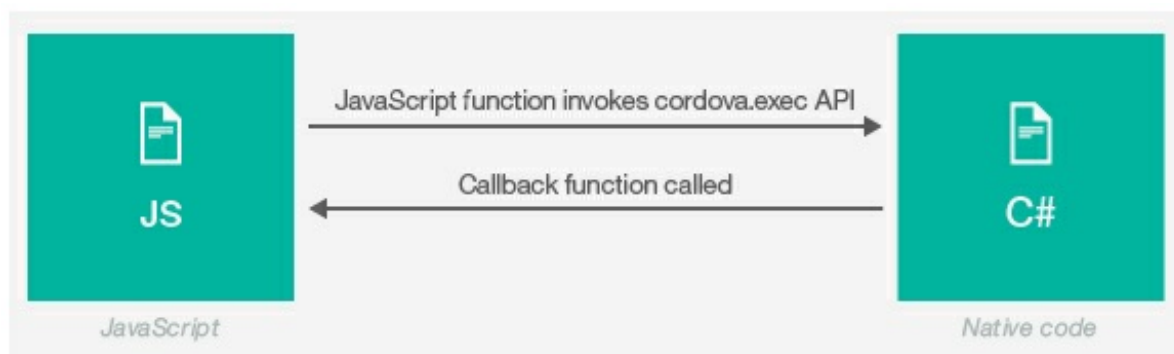 JavaScript function invokes cordova.exec API
Callback function called
JS
C#
JavaScript
Native code